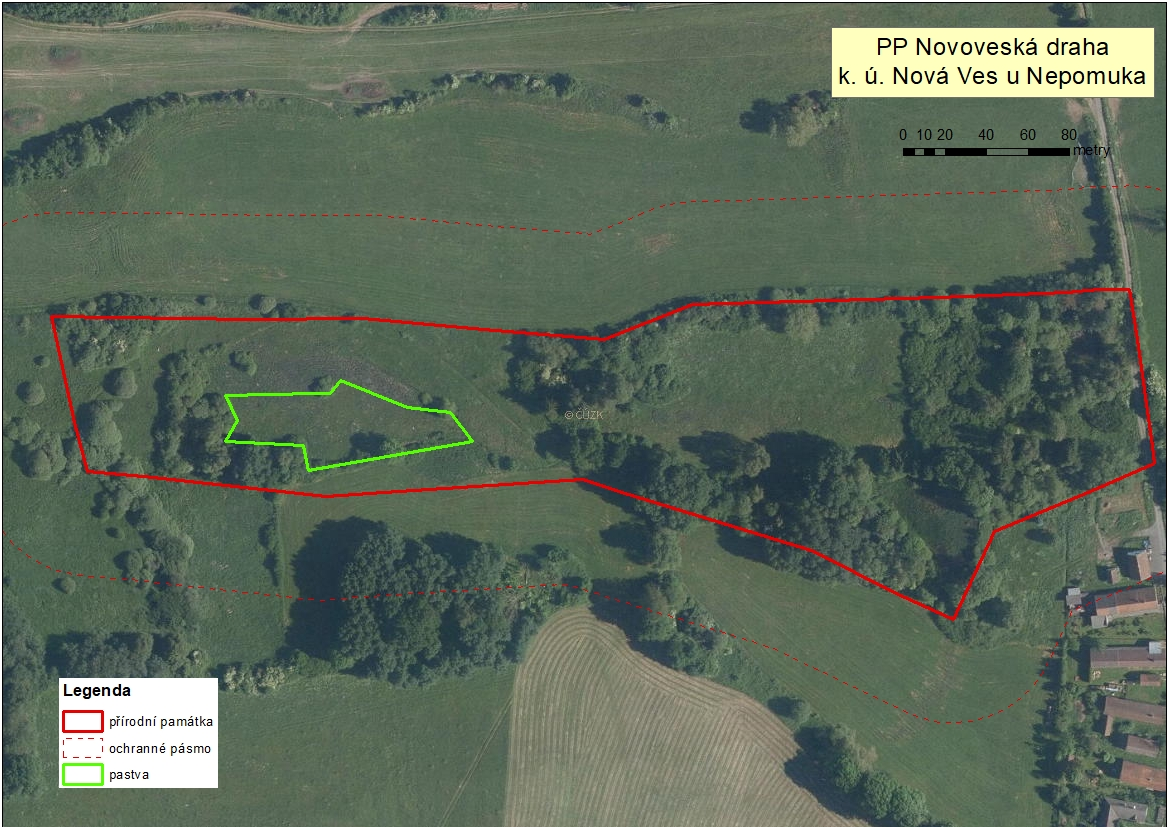 PP Novoveská draha
k. ú. Nová Ves u Nepomuka
0 10 20 40 60 80
metry
© ČÚZK
Legenda
přírodní památka
ochranné pásmo
pastva